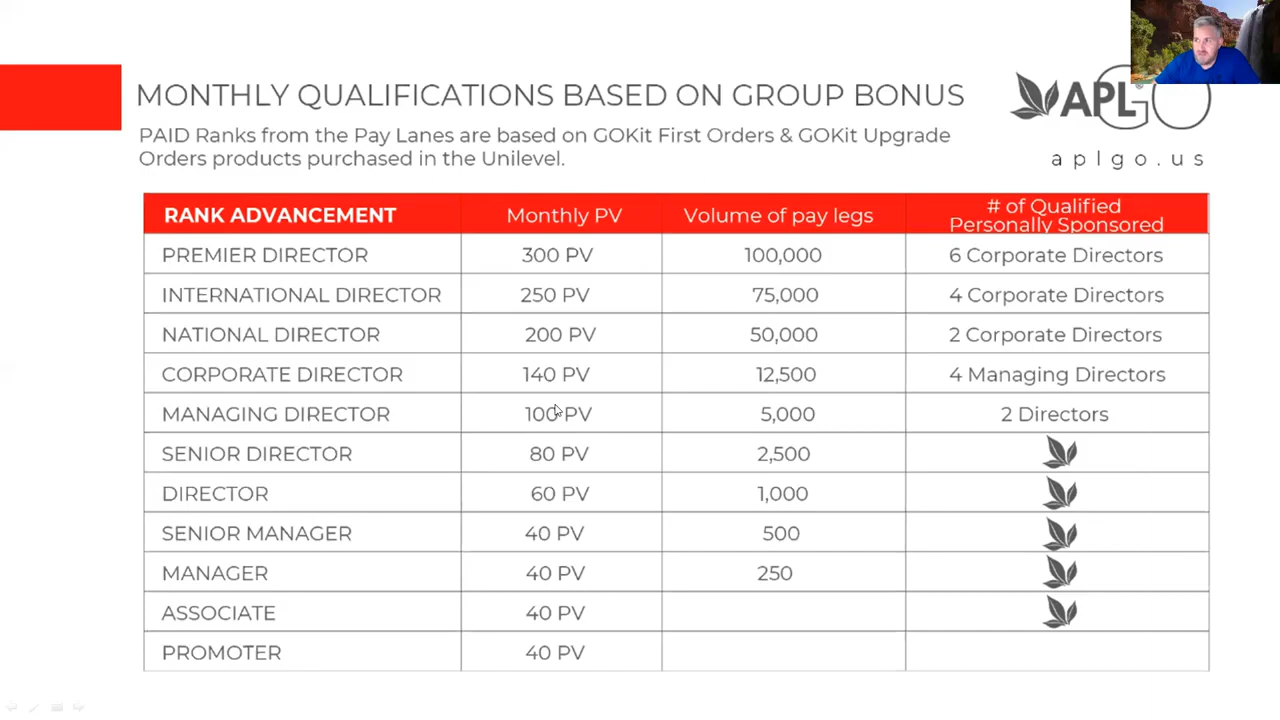 MONTHLY QUALIFICATIONS BASED ON GROUP BONUS
APLGO
PAID Ranks from the Pay Lanes are based on GOKit First Orders & GOKit Upgrade
Orders products purchased in the Unilevel.
aplgo.us
RANK ADVANCEMENT Monthly PV Volume of pay legs # of Qualified
Personally Sponsored
PREMIER DIRECTOR 300 PV 100,000 6 Corporate Directors
INTERNATIONAL DIRECTOR 250 PV 75,000 4 Corporate Directors
NATIONAL DIRECTOR 200 PV 50,000 2 Corporate Directors
CORPORATE DIRECTOR 140 PV 12,500 4 Managing Directors
MANAGING DIRECTOR 100 PV 5,000 2 Directors
SENIOR DIRECTOR 80 PV 2,500
DIRECTOR 60 PV 1,000
SENIOR MANAGER 40 PV 500
MANAGER 40 PV 250
ASSOCIATE 40 PV
PROMOTER 40 PV